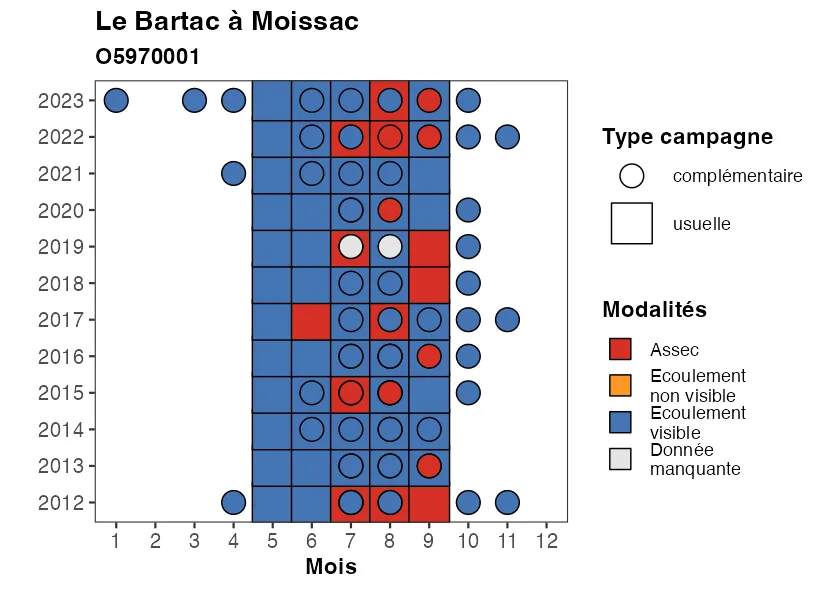 Le Bartac à Moissac
O5970001
2023
2022
2021
2020
2019
2018
2017
2016
2015
2014
2013
2012
1 2 3 4 5 6 7 8 9 10 11 12
Mois
Type campagne
complémentaire
usuelle
Modalités
Assec
Ecoulement
non visible
Ecoulement
visible
Donnée
manquante